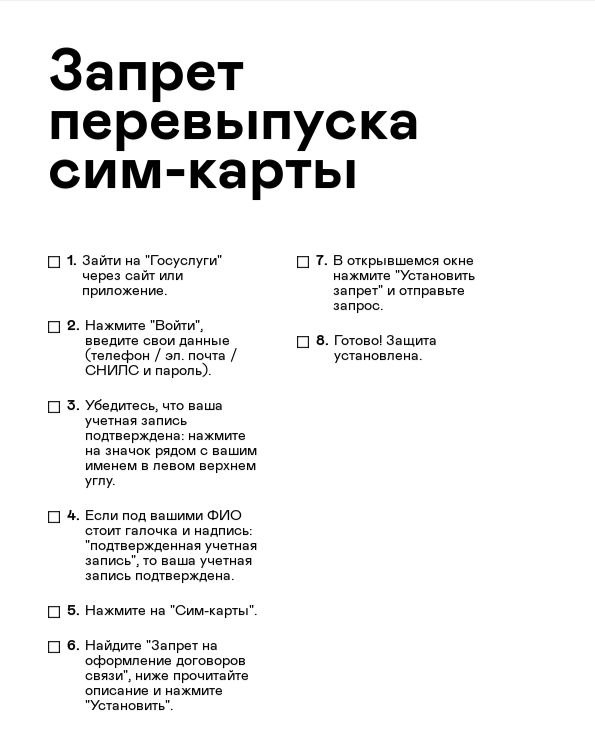 Запрет
перевыпуска
сим-карты
1. Зайти на "Госуслуги"
через сайт или
приложение.
2. Нажмите "Войти",
введите свои данные
(телефон / эл. почта /
СНИЛС и пароль).
3. Убедитесь, что ваша
учетная запись
подтверждена: нажмите
на значок рядом с вашим
именем в левом верхнем
углу.
4. Если под вашими ФИО
стоит галочка и надпись:
"подтвержденная учетная
запись", то ваша учетная
запись подтверждена.
5. Нажмите на "Сим-карты".
6. Найдите "Запрет на
оформление договоров
связи", ниже прочитайте
описание и нажмите
"Установить".
7. В открывшемся окне
нажмите "Установить
запрет" и отправьте
запрос.
8. Готово! Защита
установлена.